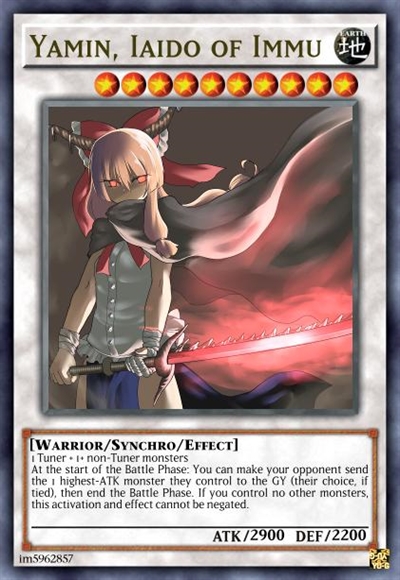 Yamin, Iaido of Immu
EARTH
地
[Warrior/Synchro/Effect]
1 Tuner + 1+ non-Tuner monsters
At the start of the Battle Phase: You can make your opponent send
the 1 highest-ATK monster they control to the GY (their choice, if
tied), then end the Battle Phase. If you control no other monsters,
this activation and effect cannot be negated.
ATK/2900 DEF/2200
im5962857